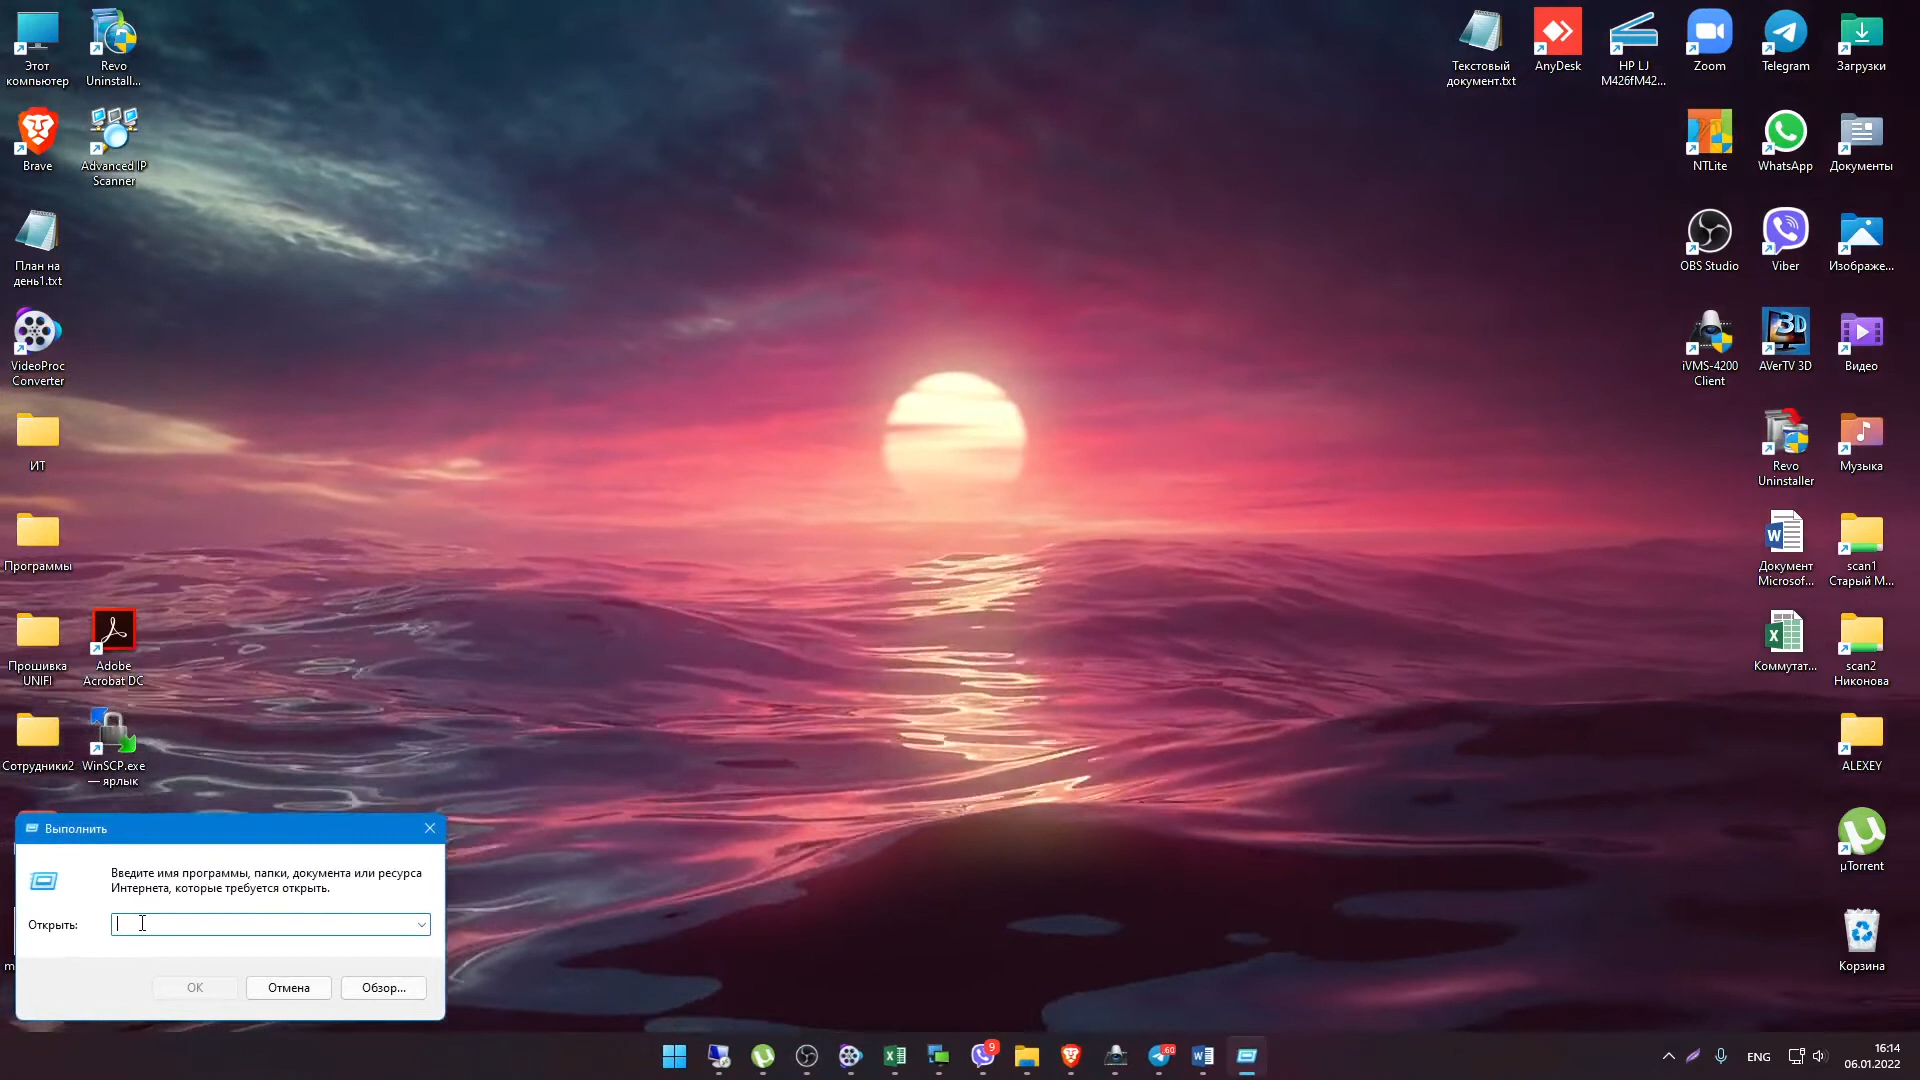 Этот
компьютер
Revo
Uninstall...
Brave
Advanced IP
Scanner
План на
день1.txt
VideoProc
Converter
ИТ
Программы
Прошивка
UNIFI
Adobe
Acrobat DC
Сотрудники2
WinSCP.exe
— ярлык
Текстовый
документ.txt
AnyDesk
HP LJ
M426fM42...
Zoom
Telegram
Загрузки
NTLite
WhatsApp
Документы
OBS Studio
Viber
Изображе...
iVMS-4200
Client
3D
AVerTV 3D
Видео
Revo
Uninstaller
Музыка
Документ
Microsof...
scan1
Старый М...
Коммутат...
scan2
Никонова
ALEXEY
µTorrent
Корзина
Выполнить
Введите имя программы, папки, документа или ресурса
Интернета, которые требуется открыть.
Открыть:
OK
Отмена
Обзор...
9
60
ENG
16:14
06.01.2022